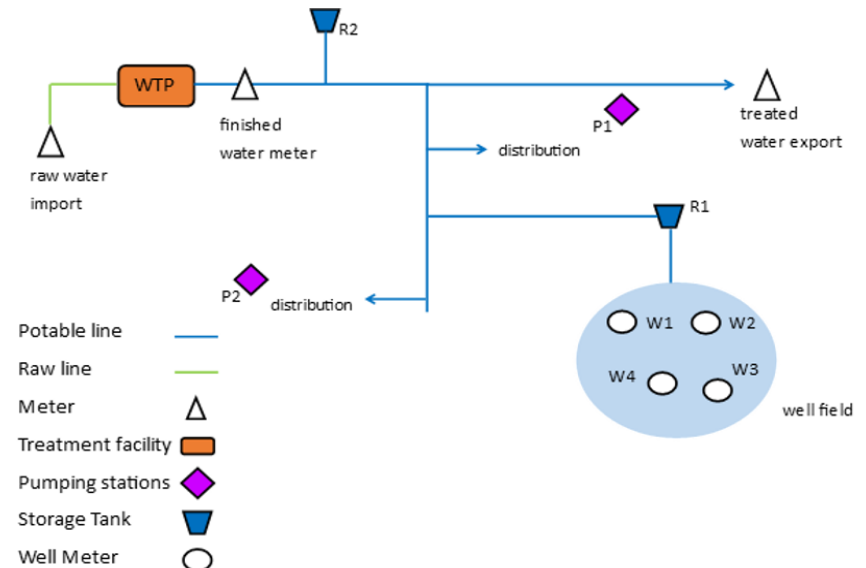 R2
WTP
finished
water meter
P1
treated
water export
raw water
import
distribution
R1
P2
distribution
W1
W2
W4
W3
well field
Potable line
Raw line
Meter
Treatment facility
Pumping stations
Storage Tank
Well Meter